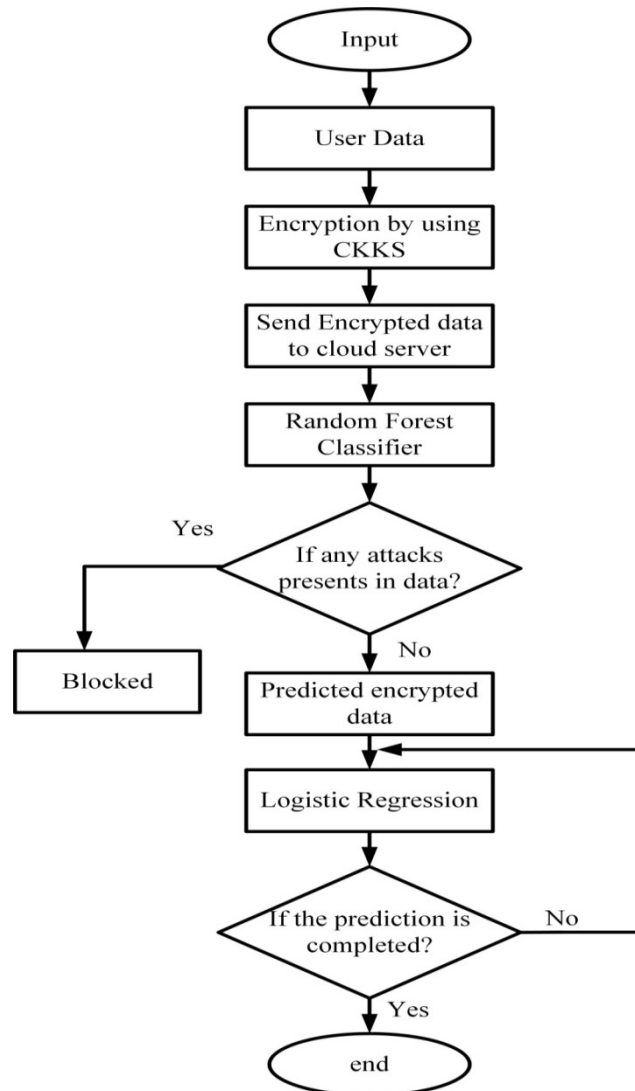 Input
User Data
Encryption by using
CKKS
Send Encrypted data
to cloud server
Random Forest
Classifier
Yes
If any attacks
presents in data?
No
Blocked
Predicted encrypted
data
Logistic Regression
If the prediction is
completed?
No
Yes
end